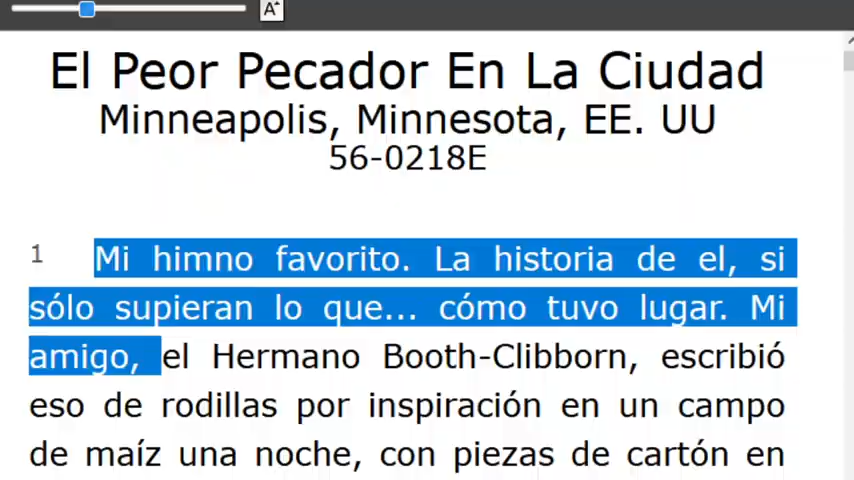 A
El Peor Pecador En La Ciudad
Minneapolis, Minnesota, EE. UU
56-0218E
1 Mi himno favorito. La historia de el, si
sólo supieran lo que... cómo tuvo lugar. Mi
amigo, el Hermano Booth-Clibborn, escribió
eso de rodillas por inspiración en un campo
de maíz una noche, con piezas de cartón en